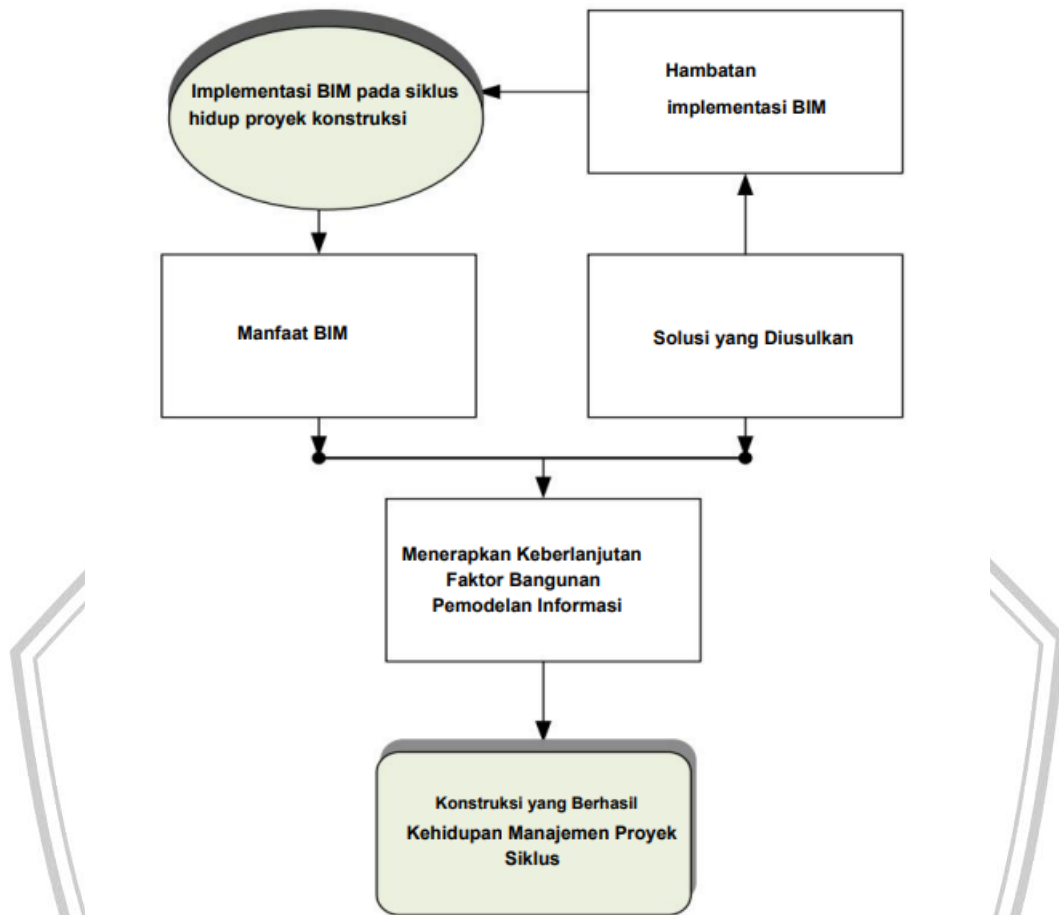 Implementasi BIM pada siklus
hidup proyek konstruksi
Hambatan
implementasi BIM
Manfaat BIM
Solusi yang Diusulkan
Menerapkan Keberlanjutan
Faktor Bangunan
Pemodelan Informasi
Konstruksi yang Berhasil
Kehidupan Manajemen Proyek
Siklus